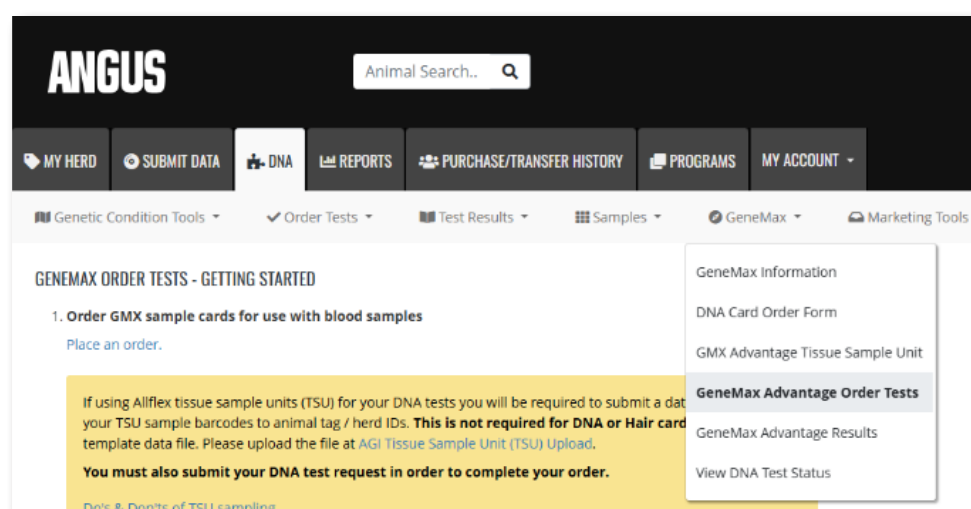 ANGUS
Animal Search..
MY HERD SUBMIT DATA DNA REPORTS PURCHASE/TRANSFER HISTORY PROGRAMS MY ACCOUNT
Genetic Condition Tools Order Tests Test Results Samples GeneMax Marketing Tools
GENEMAX ORDER TESTS - GETTING STARTED
1. Order GMX sample cards for use with blood samples
Place an order.
If using Allflex tissue sample units (TSU) for your DNA tests you will be required to submit a dat
your TSU sample barcodes to animal tag / herd IDs. This is not required for DNA or Hair card
template data file. Please upload the file at AGI Tissue Sample Unit (TSU) Upload.
You must also submit your DNA test request in order to complete your order.
Do's & Don'ts of TSU sampling
GeneMax Information
DNA Card Order Form
GMX Advantage Tissue Sample Unit
GeneMax Advantage Order Tests
GeneMax Advantage Results
View DNA Test Status